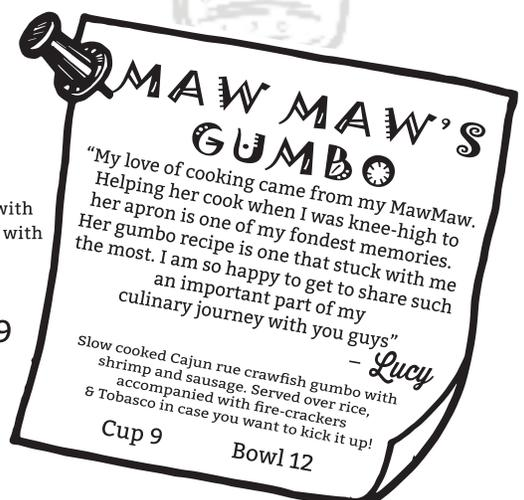 MAW MAW'S
GUMBO
"My love of cooking came from my MawMaw.
Helping her cook when I was knee-high to
her apron is one of my fondest memories.
Her gumbo recipe is one that stuck with me
the most. I am so happy to get to share such
an important part of my
culinary journey with you guys"
– Lucy
Slow cooked Cajun rue crawfish gumbo with
shrimp and sausage. Served over rice,
accompanied with fire-crackers
& Tobasco in case you want to kick it up!
Cup 9 Bowl 12
with
with
9